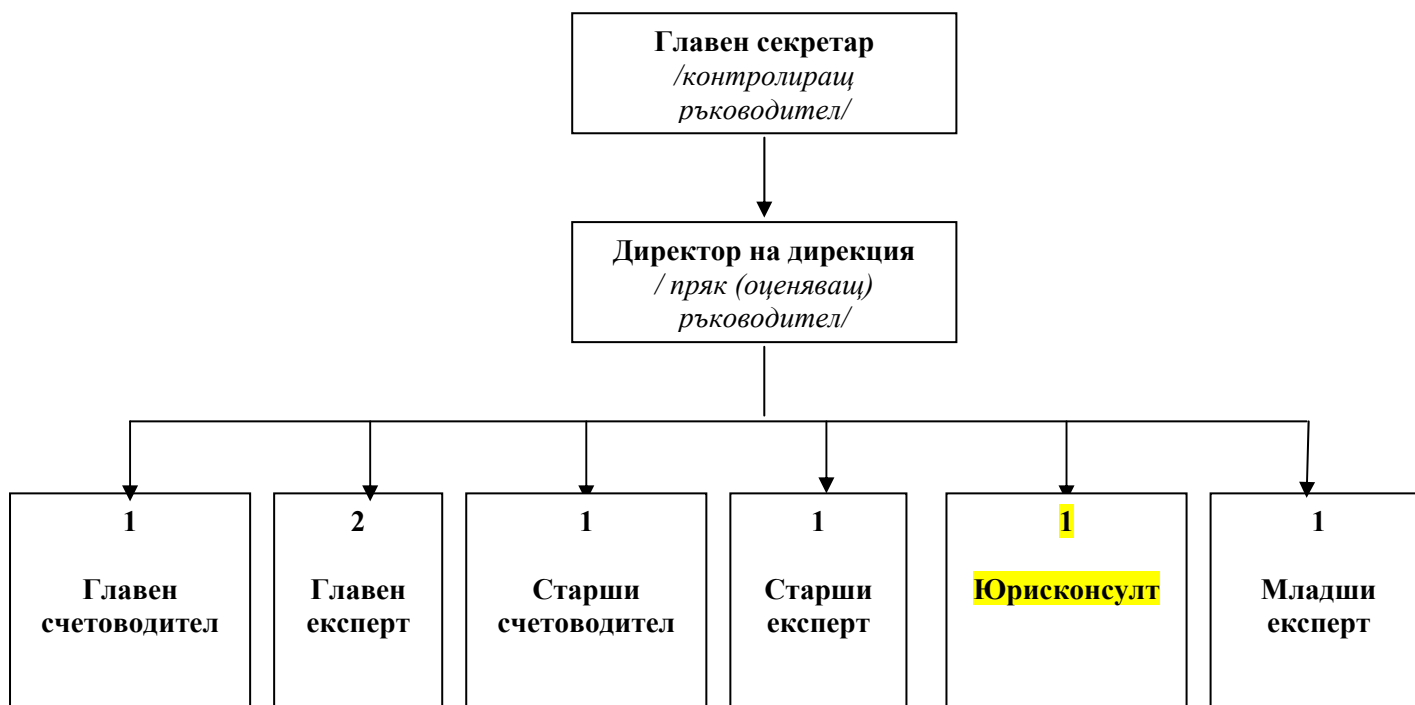 Главен секретар
/контролиращ
ръководител/
Директор на дирекция
/ пряк (оценяващ)
ръководител/
1
Главен
счетоводител
2
Главен
експерт
1
Старши
счетоводител
1
Старши
експерт
1
Юрисконсулт
1
Младши
експерт